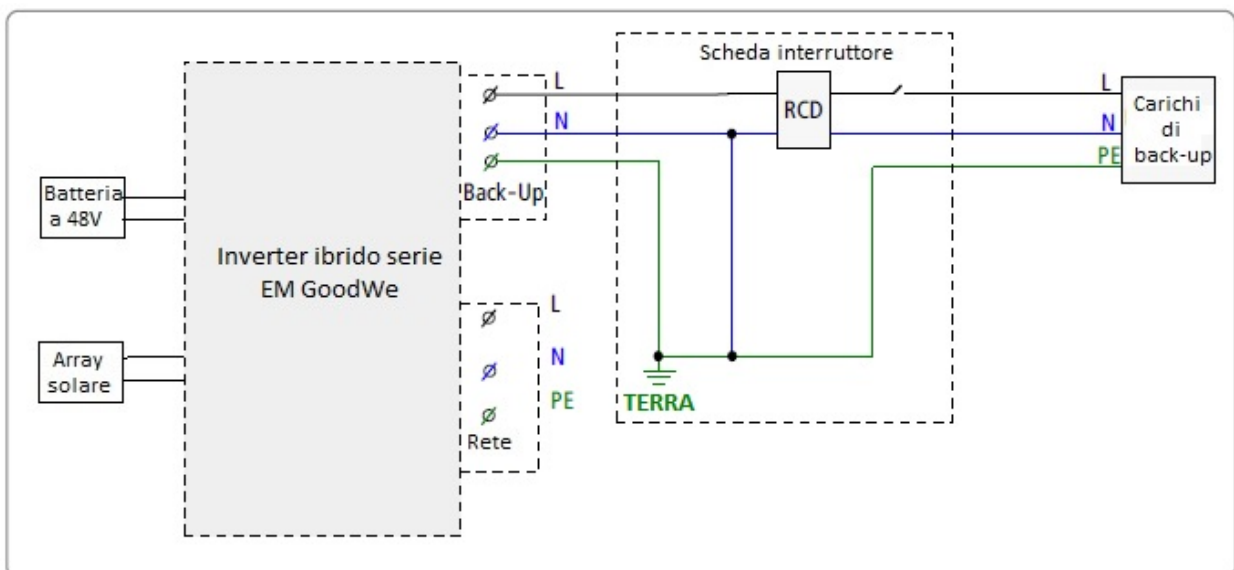 Scheda interruttore
L
N
RCD
L
N
PE
Carichi
di
back-up
Back-Up
Batteria
a 48V
Inverter ibrido serie
EM GoodWe
L
N
PE
Rete
Array
solare
TERRA